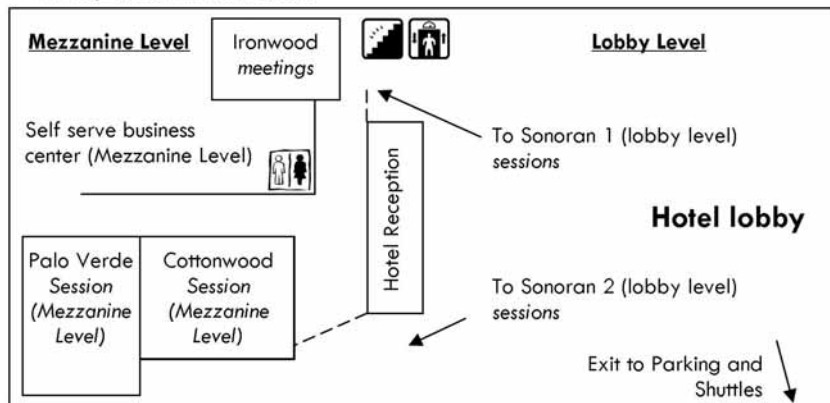 Mezzanine Level
Ironwood
meetings
Lobby Level
Self serve business
center (Mezzanine Level)
To Sonoran 1 (lobby level)
sessions
Hotel Reception
Hotel lobby
Palo Verde
Session
(Mezzanine
Level)
Cottonwood
Session
(Mezzanine
Level)
To Sonoran 2 (lobby level)
sessions
Exit to Parking and
Shuttles